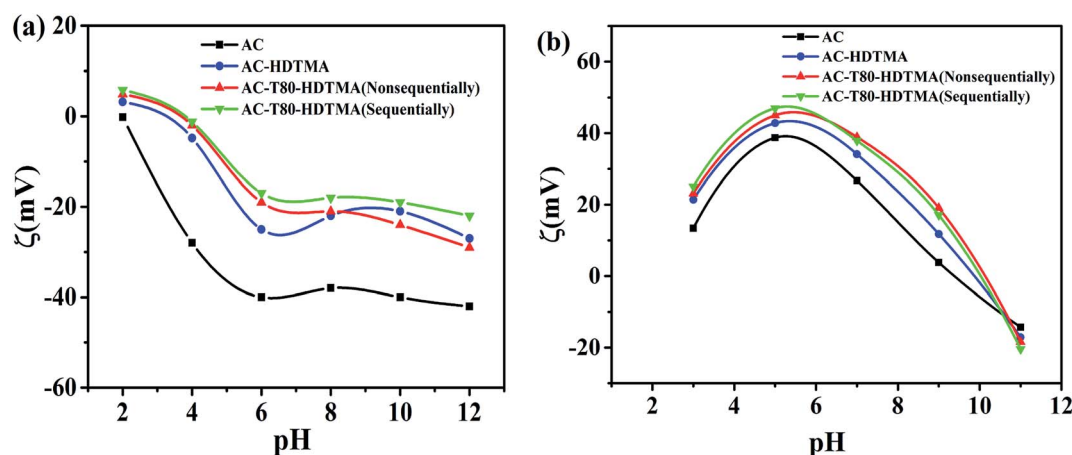 (a)
AC
AC-HDTMA
AC-T80-HDTMA(Nonsequentially)
AC-T80-HDTMA(Sequentially)
20
0
-20
-40
-60
ζ(mV)
2 4 6 8 10 12
pH
(b)
AC
AC-HDTMA
AC-T80-HDTMA(Nonsequentially)
AC-T80-HDTMA(Sequentially)
60
40
20
0
-20
ζ(mV)
2 4 6 8 10 12
pH